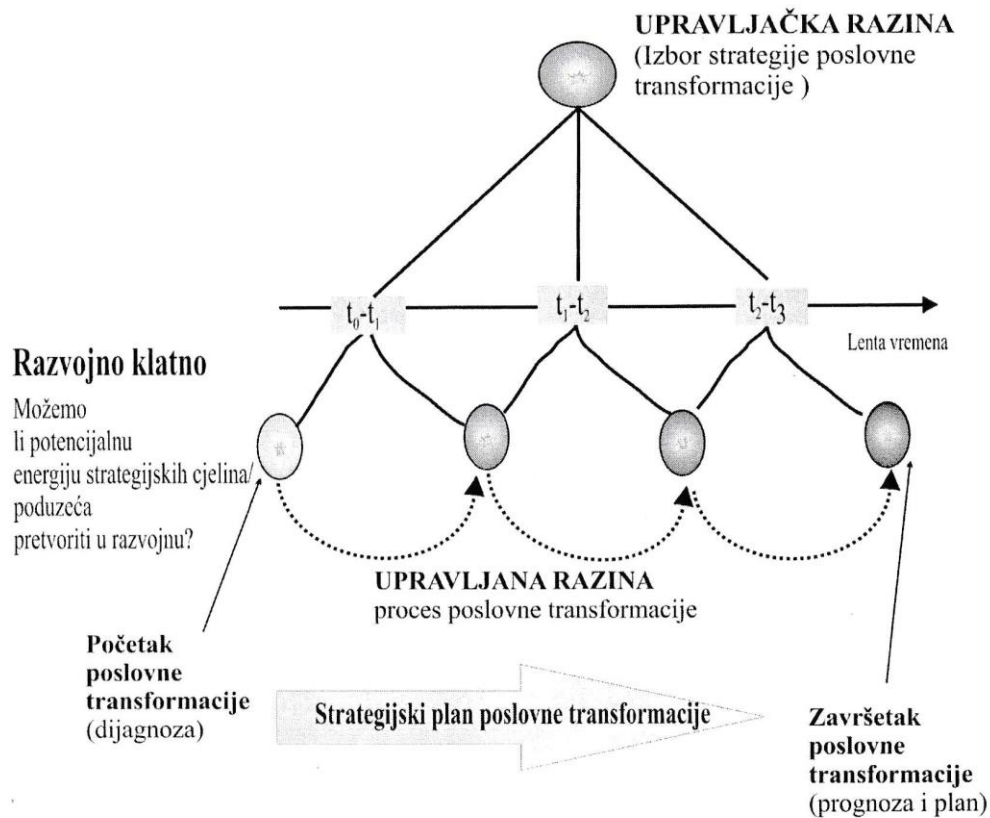 UPRAVLJAČKA RAZINA
(Izbor strategije poslovne
transformacije )
t₀-t₁
t₁-t₂
t₂-t₃
Lenta vremena
Razvojno klatno
Možemo
li potencijalnu
energiju strategijskih cjelina/
poduzeća
pretvoriti u razvojnu?
UPRAVLJANA RAZINA
proces poslovne transformacije
Početak
poslovne
transformacije
(dijagnoza)
Strategijski plan poslovne transformacije
Završetak
poslovne
transformacije
(prognoza i plan)